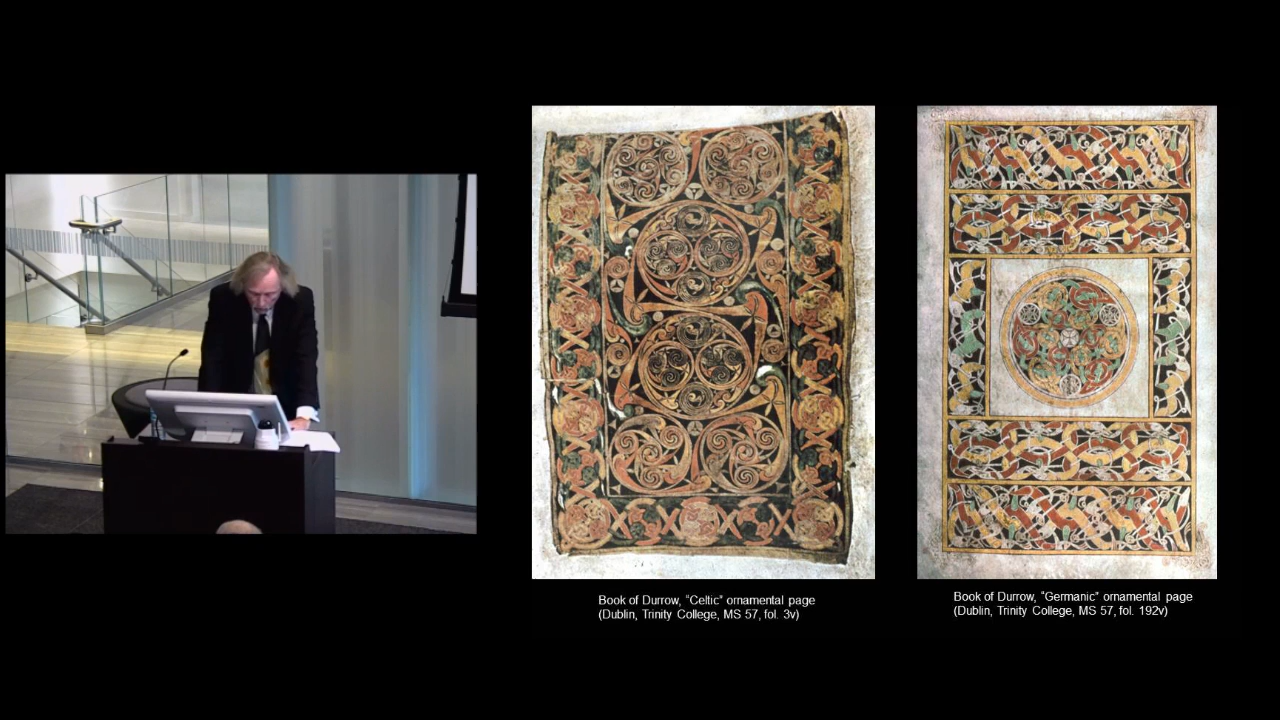 Book of Durrow, “Celtic” ornamental page
(Dublin, Trinity College, MS 57, fol. 3v)
Book of Durrow, “Germanic” ornamental page
(Dublin, Trinity College, MS 57, fol. 192v)